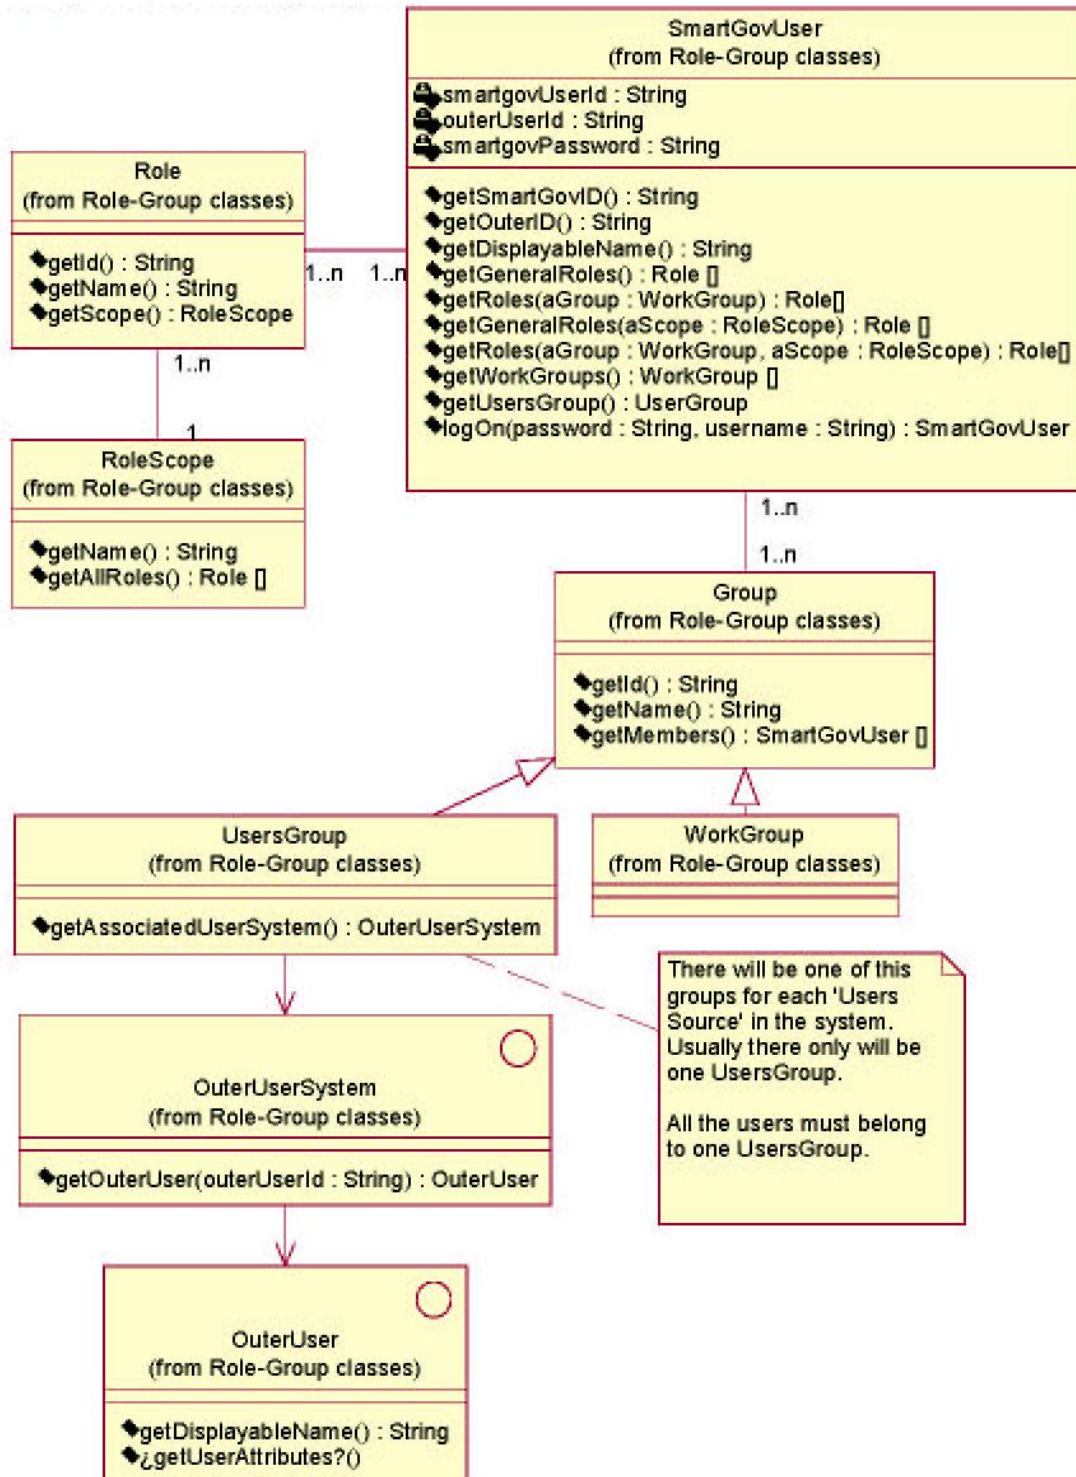 SmartGovUser
(from Role-Group classes)
smartgovUserId : String
outerUserId : String
smartgovPassword : String
getSmartGovID() : String
getOuterID() : String
getDisplayableName() : String
getGeneralRoles() : Role []
getRoles(aGroup : WorkGroup) : Role[]
getGeneralRoles(aScope : RoleScope) : Role []
getRoles(aGroup : WorkGroup, aScope : RoleScope) : Role[]
getWorkGroups() : WorkGroup []
getUsersGroup() : UserGroup
logOn(password : String, username : String) : SmartGovUser
Role
(from Role-Group classes)
getId() : String
getName() : String
getScope() : RoleScope
1..n 1..n
1..n
1
RoleScope
(from Role-Group classes)
getName() : String
getAllRoles() : Role []
1..n
1..n
Group
(from Role-Group classes)
getId() : String
getName() : String
getMembers() : SmartGovUser []
UsersGroup
(from Role-Group classes)
getAssociatedUserSystem() : OuterUserSystem
WorkGroup
(from Role-Group classes)
There will be one of this
groups for each 'Users
Source' in the system.
Usually there only will be
one UsersGroup.
All the users must belong
to one UsersGroup.
OuterUserSystem
(from Role-Group classes)
getOuterUser(outerUserId : String) : OuterUser
OuterUser
(from Role-Group classes)
getDisplayableName() : String
¿getUserAttributes?()